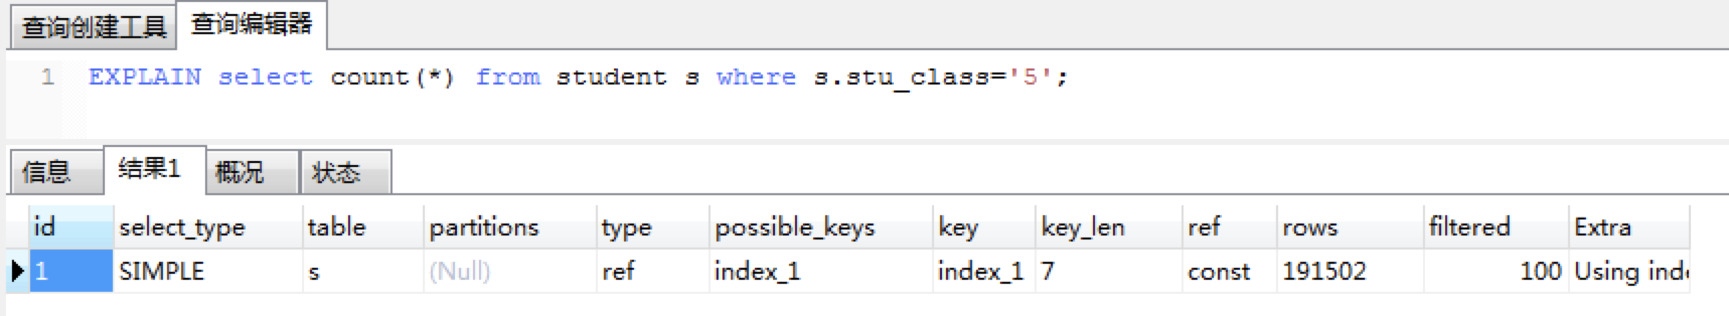 查询创建工具 查询编辑器
1 EXPLAIN select count(*) from student s where s.stu_class='5';
信息 结果1 概况 状态
id select_type table partitions type possible_keys key key_len ref rows filtered Extra
1 SIMPLE s (Null) ref index_1 index_1 7 const 191502 100 Using